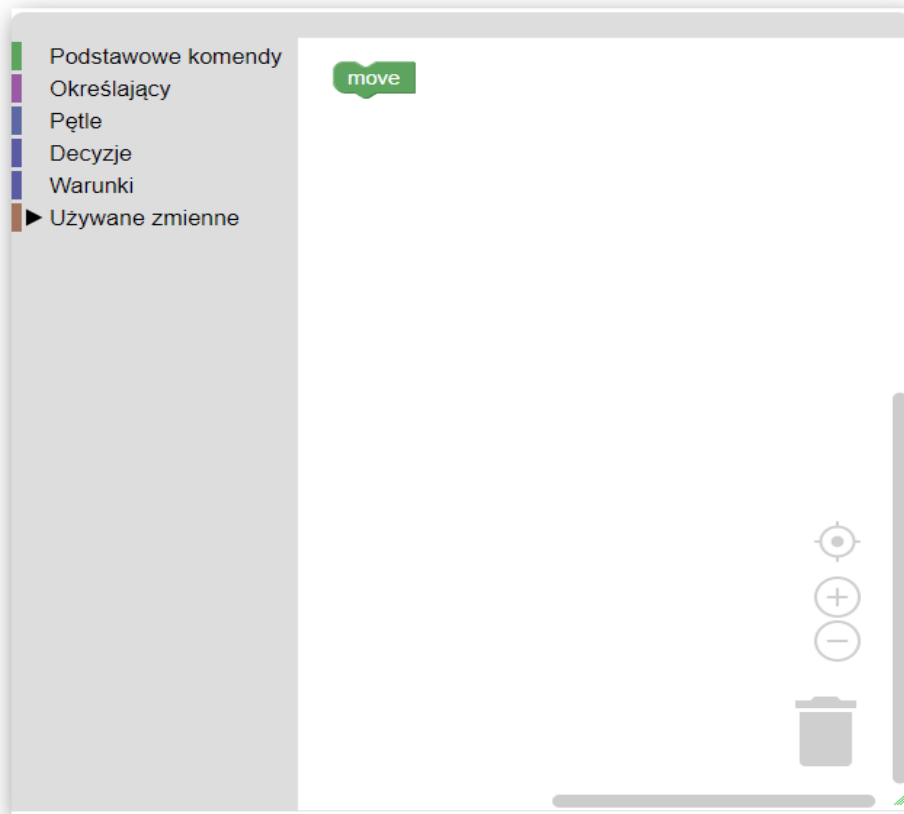 Podstawowe komendy
Określający
Pętle
Decyzje
Warunki
Używane zmienne
move